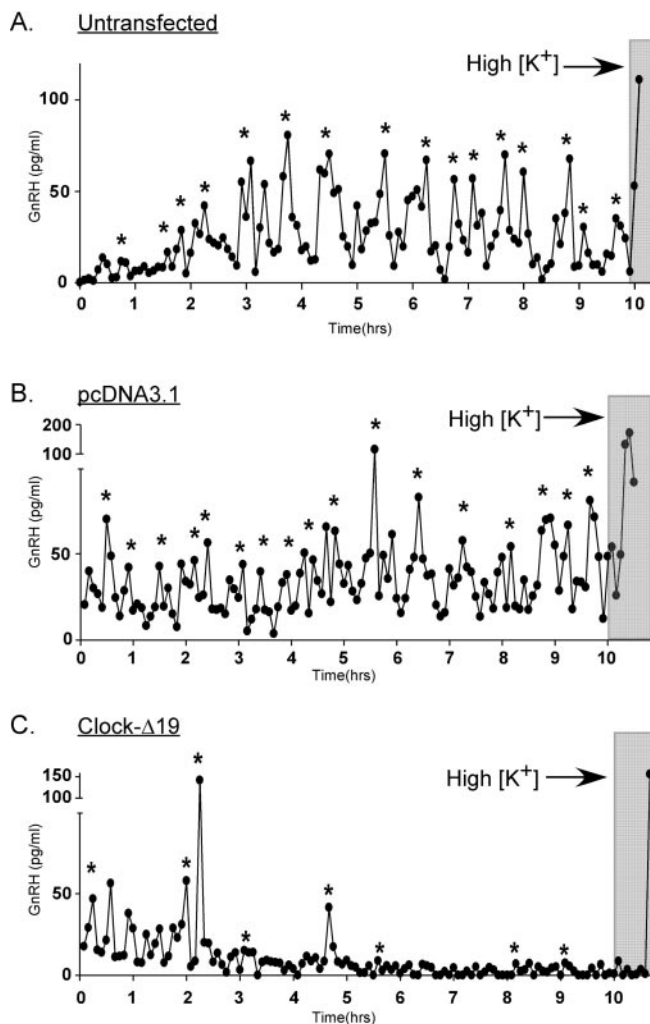 A. Untransfected
High [K+]
100
50
0
GnRH (pg/ml)
* * * * * * * * * * * * * * *
0 1 2 3 4 5 6 7 8 9 10
Time(hrs)
B. pcDNA3.1
High [K+]
200
100
50
0
GnRH (pg/ml)
* * * * * * * * * * * * * * * * *
0 1 2 3 4 5 6 7 8 9 10
Time(hrs)
C. Clock-Δ19
High [K+]
150
100
50
0
GnRH (pg/ml)
* * * * * * * *
0 1 2 3 4 5 6 7 8 9 10
Time(hrs)